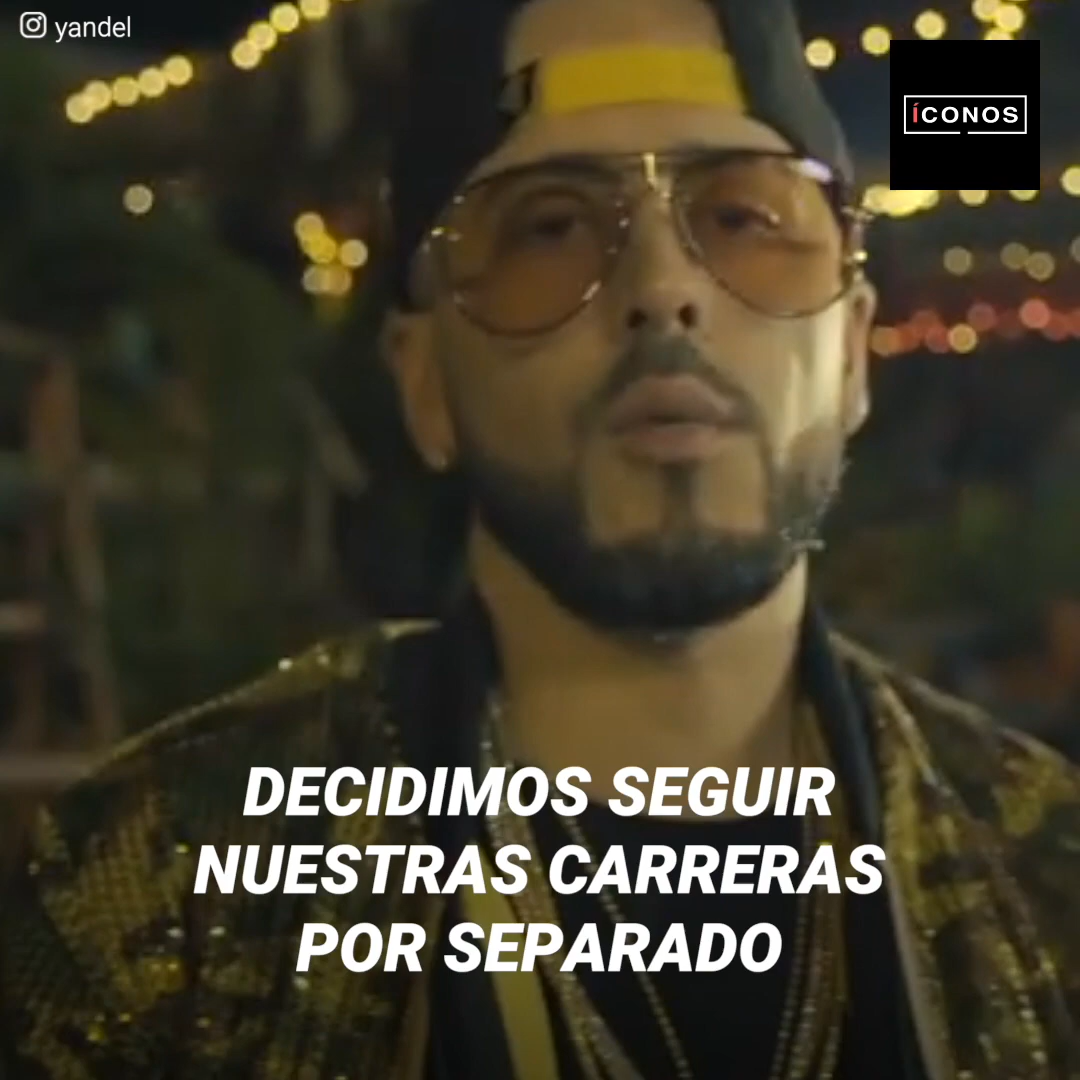 yandel
ÍCONOS
DECIDIMOS SEGUIR
NUESTRAS CARRERAS
POR SEPARADO